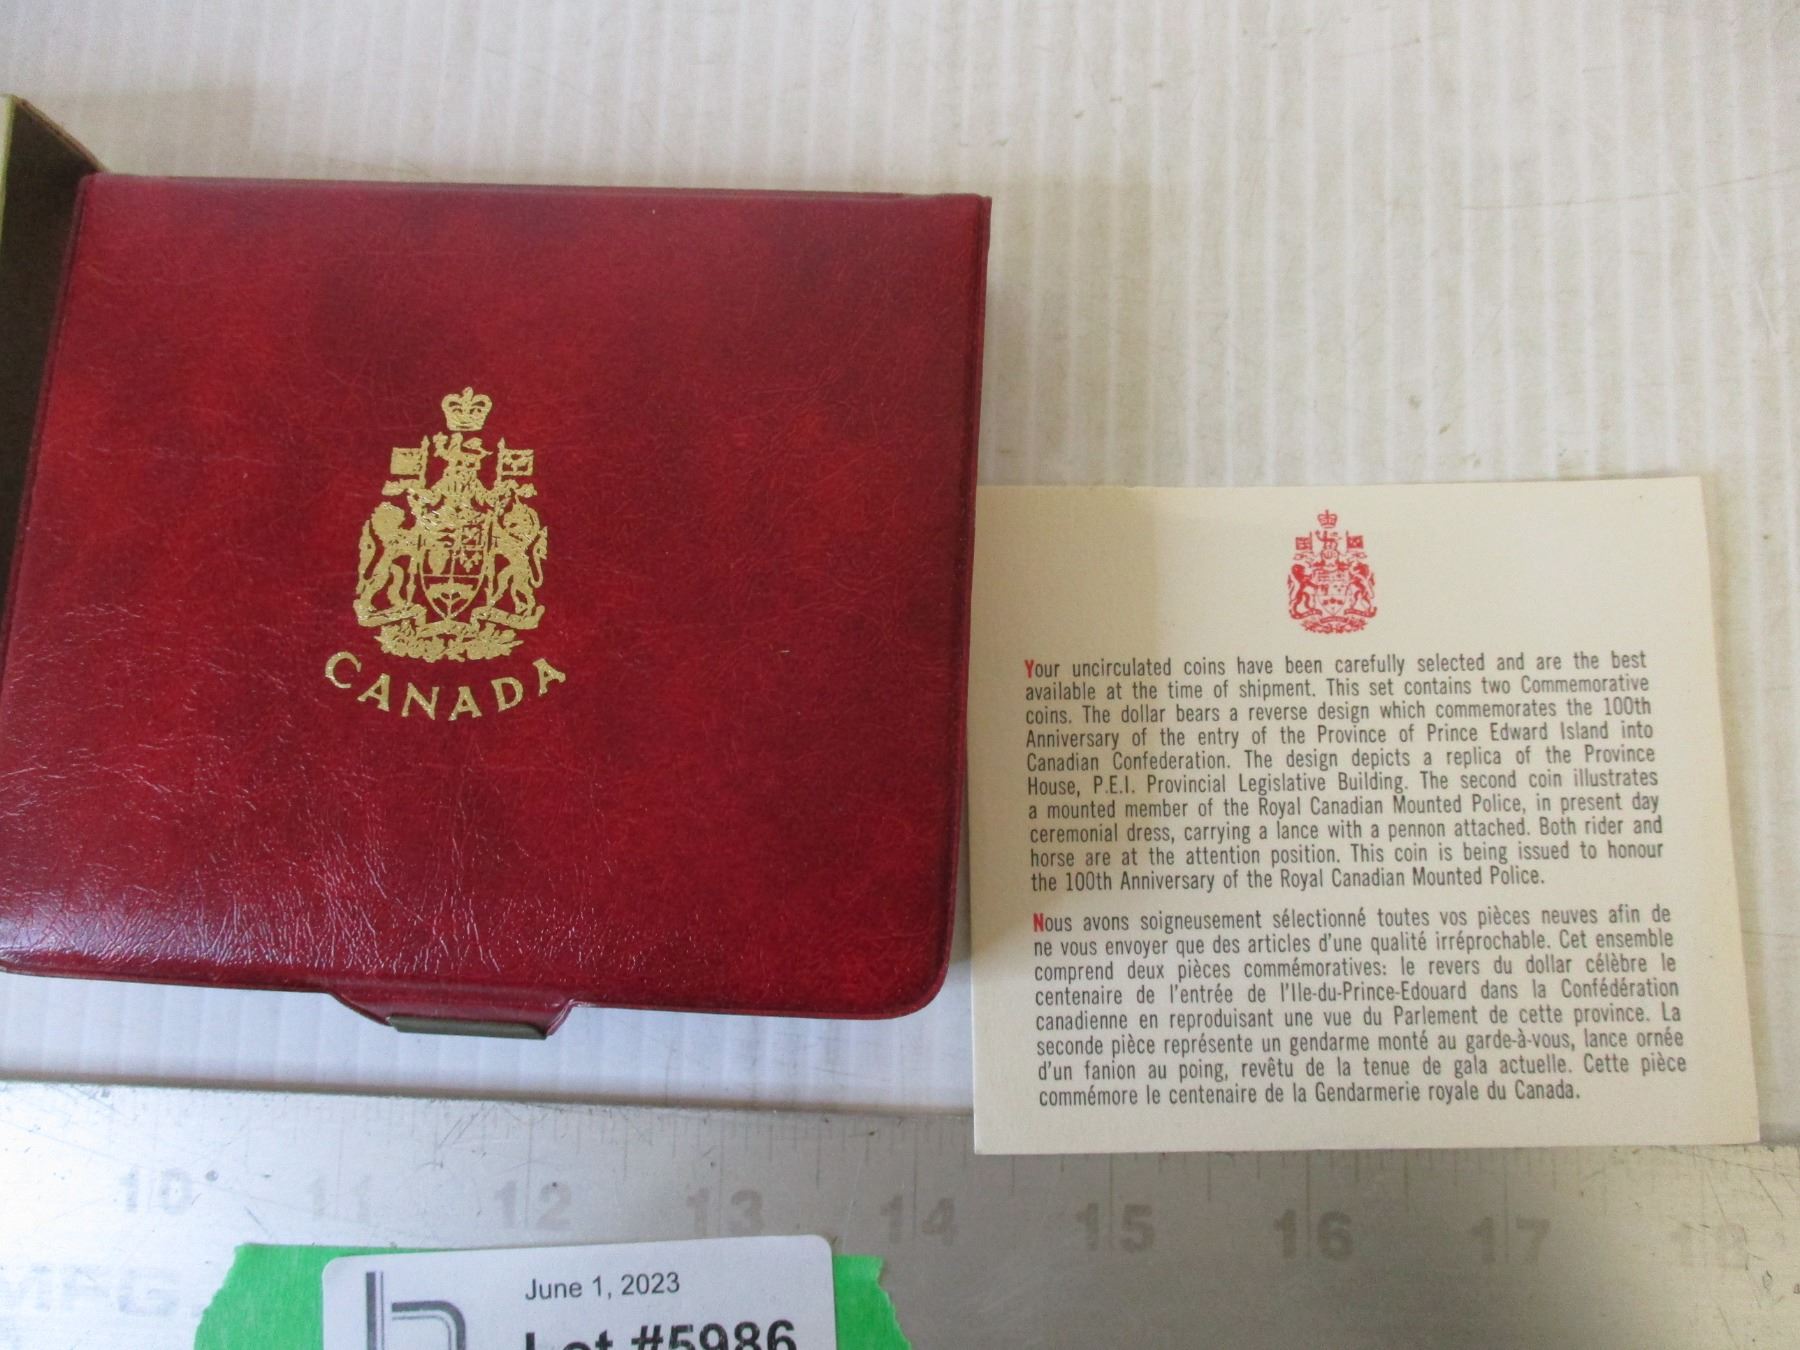 CANADA
Your uncirculated coins have been carefully selected and are the best
available at the time of shipment. This set contains two Commemorative
coins. The dollar bears a reverse design which commemorates the 100th
Anniversary of the entry of the Province of Prince Edward Island into
Canadian Confederation. The design depicts a replica of the Province
House, P.E.I. Provincial Legislative Building. The second coin illustrates
a mounted member of the Royal Canadian Mounted Police, in present day
ceremonial dress, carrying a lance with a pennon attached. Both rider and
horse are at the attention position. This coin is being issued to honour
the 100th Anniversary of the Royal Canadian Mounted Police.
Nous avons soigneusement sélectionné toutes vos pièces neuves afin de
ne vous envoyer que des articles d'une qualité irréprochable. Cet ensemble
comprend deux pièces commémoratives: le revers du dollar célèbre le
centenaire de l'entrée de l'Ile-du-Prince-Edouard dans la Confédération
canadienne en reproduisant une vue du Parlement de cette province. La
seconde pièce représente un gendarme monté au garde-à-vous, lance ornée
d'un fanion au poing, revêtu de la tenue de gala actuelle. Cette pièce
commémore le centenaire de la Gendarmerie royale du Canada.
10 11 12 13 14 15 16 17 18
June 1, 2023
Lot #5986